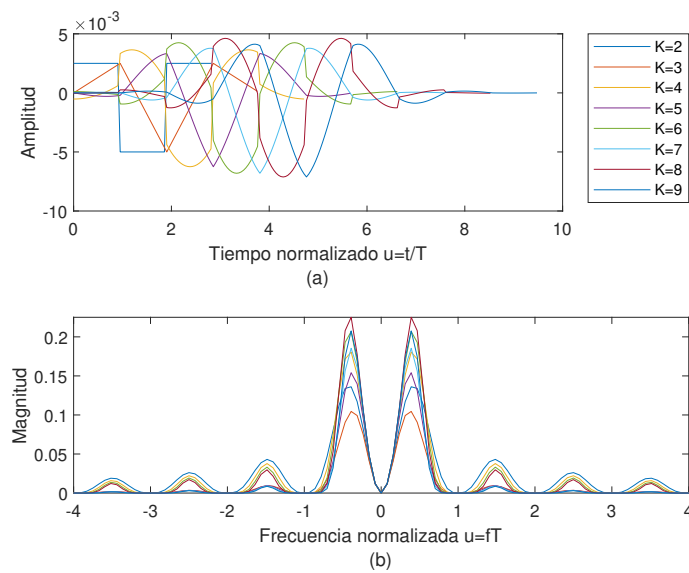 ×10⁻³
5
0
-5
-10
Amplitud
0 2 4 6 8 10
Tiempo normalizado u=t/T
(a)
K=2
K=3
K=4
K=5
K=6
K=7
K=8
K=9
0.2
0.15
0.1
0.05
0
Magnitud
-4 -3 -2 -1 0 1 2 3 4
Frecuencia normalizada u=fT
(b)